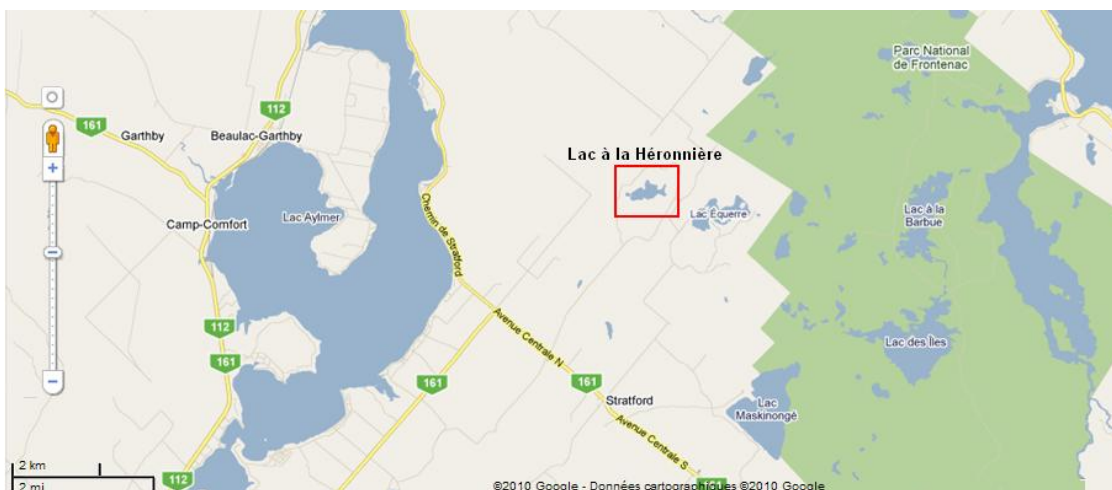 Parc National
de Frontenac
112
161
Garthby
Beaulac-Garthby
Lac à la Héronnière
Chemin de Stratford
Lac Aylmer
Lac Équerre
Camp-Comfort
Lac à la
Barbue
Avenue Centrale N
112
161
Lac des Îles
161
161
Stratford
Lac
Maskinongé
Avenue Centrale S
2 km
2 mi
112
161
©2010 Google - Données cartographiques ©2010 Google